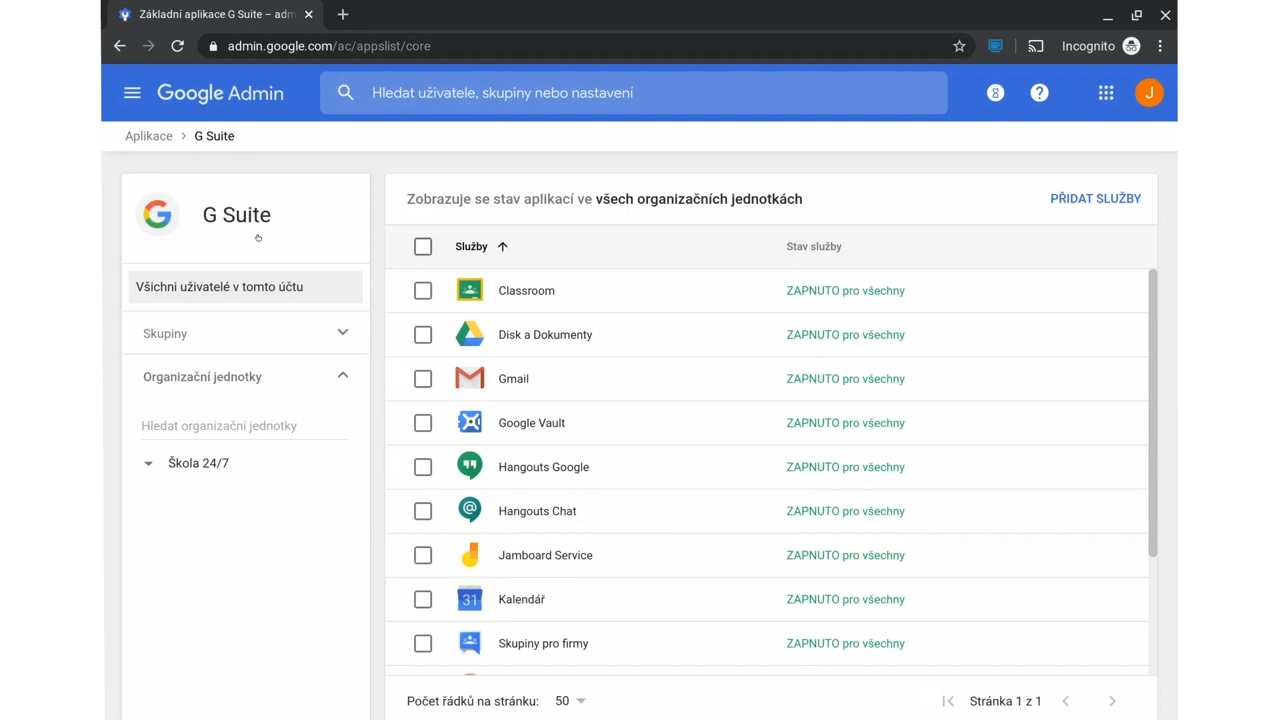 Základní aplikace G Suite – adm
admin.google.com/ac/appslist/core
Incognito
Google Admin
Hledat uživatele, skupiny nebo nastavení
J
Aplikace > G Suite
G Suite
Všichni uživatelé v tomto účtu
Skupiny
Organizační jednotky
Hledat organizační jednotky
Škola 24/7
Zobrazuje se stav aplikací ve všech organizačních jednotkách
PŘIDAT SLUŽBY
Služby Stav služby
Classroom ZAPNUTO pro všechny
Disk a Dokumenty ZAPNUTO pro všechny
Gmail ZAPNUTO pro všechny
Google Vault ZAPNUTO pro všechny
Hangouts Google ZAPNUTO pro všechny
Hangouts Chat ZAPNUTO pro všechny
Jamboard Service ZAPNUTO pro všechny
31 Kalendář ZAPNUTO pro všechny
Skupiny pro firmy ZAPNUTO pro všechny
Počet řádků na stránku: 50 Stránka 1 z 1